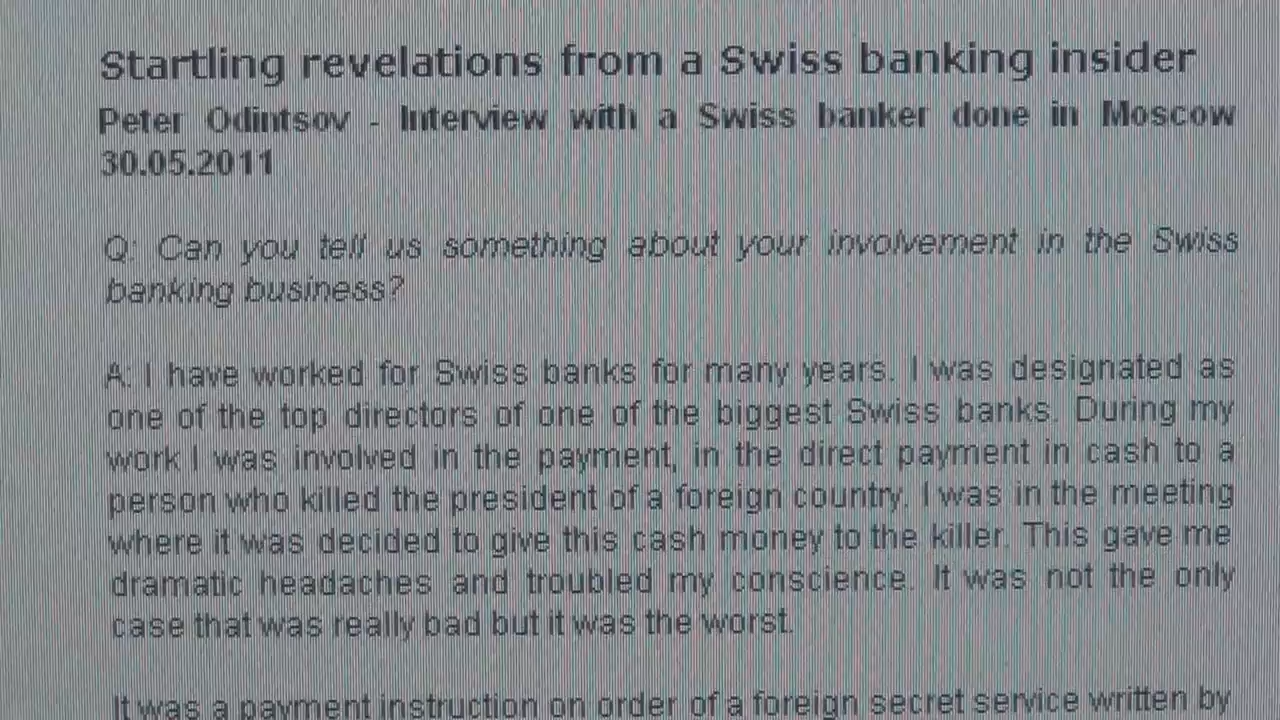 Startling revelations from a Swiss banking insider
Peter Odintsov - Interview with a Swiss banker done in Moscow
30.05.2011
Q: Can you tell us something about your involvement in the Swiss
banking business?
A: I have worked for Swiss banks for many years. I was designated as
one of the top directors of one of the biggest Swiss banks. During my
work I was involved in the payment, in the direct payment in cash to a
person who killed the president of a foreign country. I was in the meeting
where it was decided to give this cash money to the killer. This gave me
dramatic headaches and troubled my conscience. It was not the only
case that was really bad but it was the worst.
It was a payment instruction on order of a foreign secret service written by